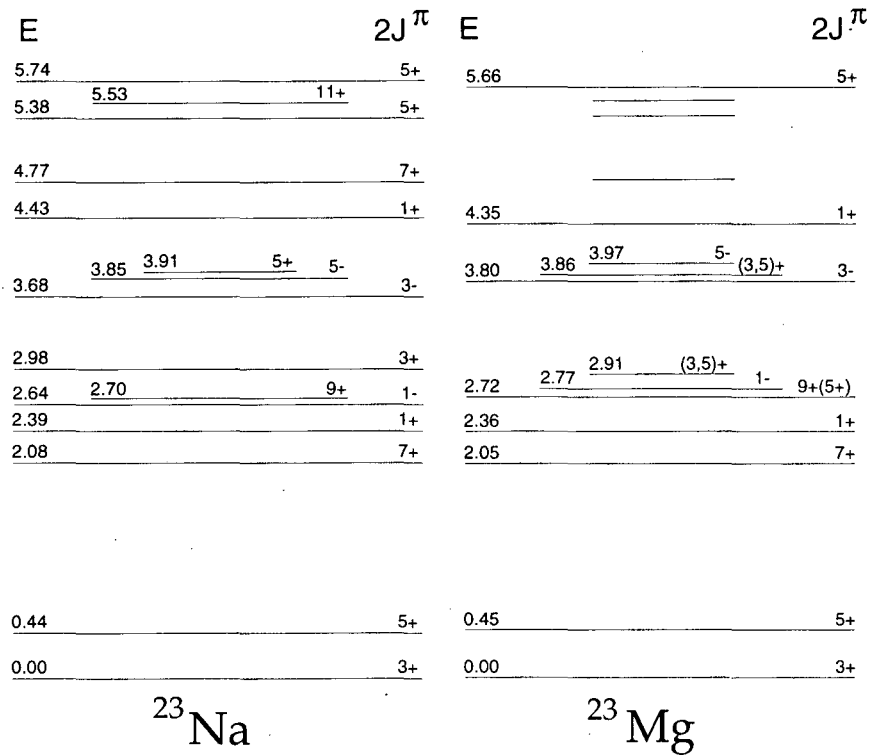 E 2Jπ E 2Jπ
5.74 5+ 5.66 5+
5.53 11+
5.38 5+
4.77 7+
4.43 1+ 4.35 1+
3.91 5+ 3.97 5-
3.85 5- 3.86 (3,5)+
3.68 3- 3.80 3-
2.98 3+ 2.91 (3,5)+
2.70 9+ 2.77 1-
2.64 1- 2.72 9+(5+)
2.39 1+ 2.36 1+
2.08 7+ 2.05 7+
0.44 5+ 0.45 5+
0.00 3+ 0.00 3+
23Na 23Mg